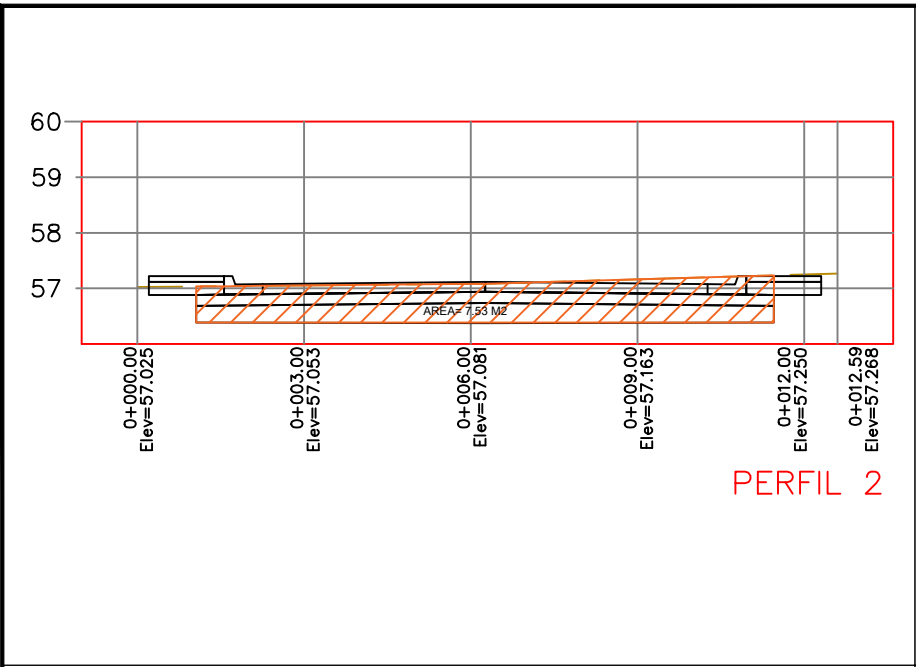 60
59
58
57
AREA= 7.53 M2
0+000.00
Elev=57.025
0+003.00
Elev=57.053
0+006.00
Elev=57.081
0+009.00
Elev=57.163
0+012.00
Elev=57.250
0+012.59
Elev=57.268
PERFIL 2